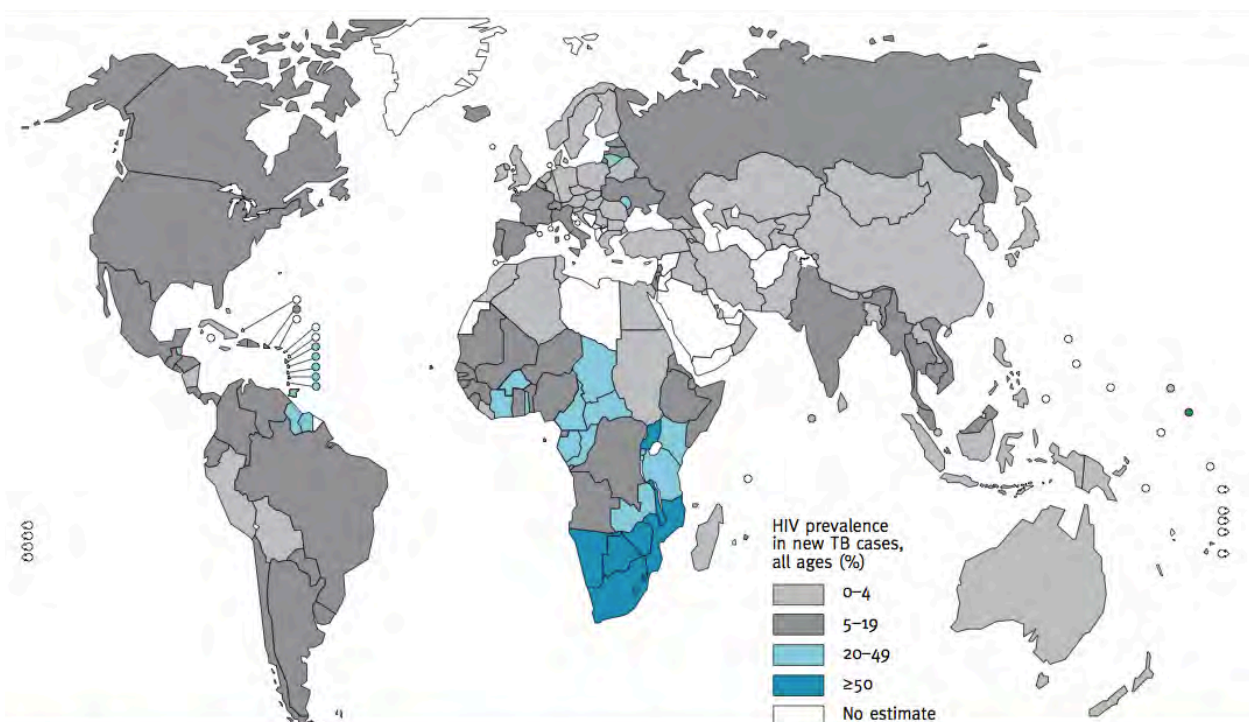 HIV prevalence
in new TB cases,
all ages (%)
0–4
5–19
20–49
≥50
No estimate